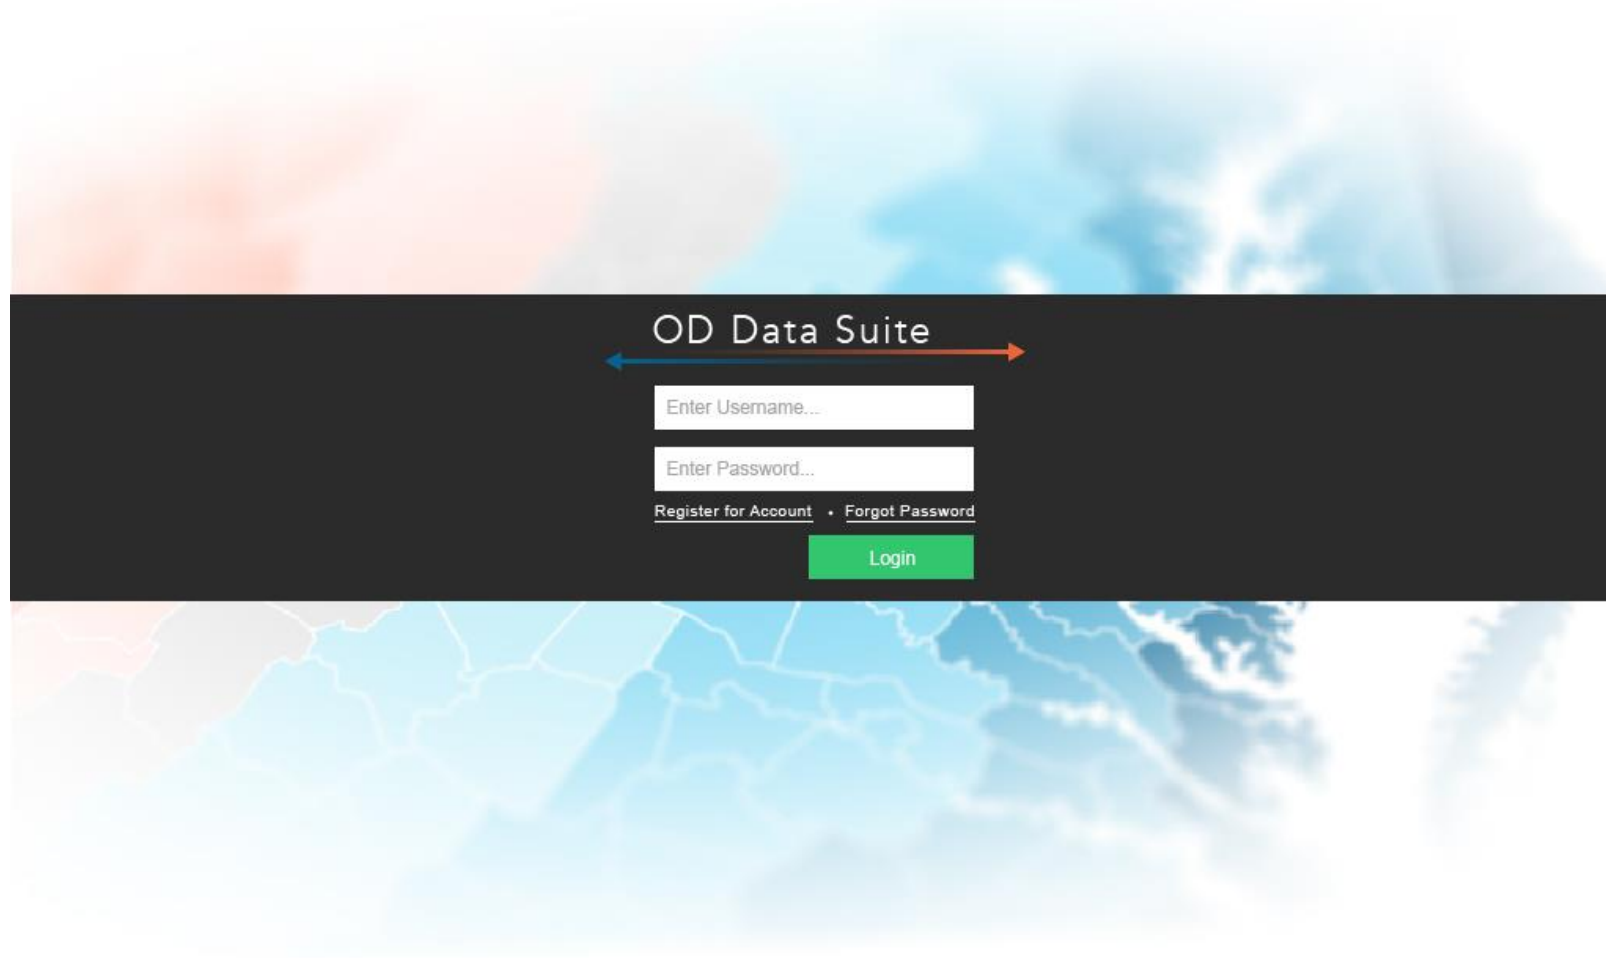 OD Data Suite
Enter Username...
Enter Password...
Register for Account • Forgot Password
Login